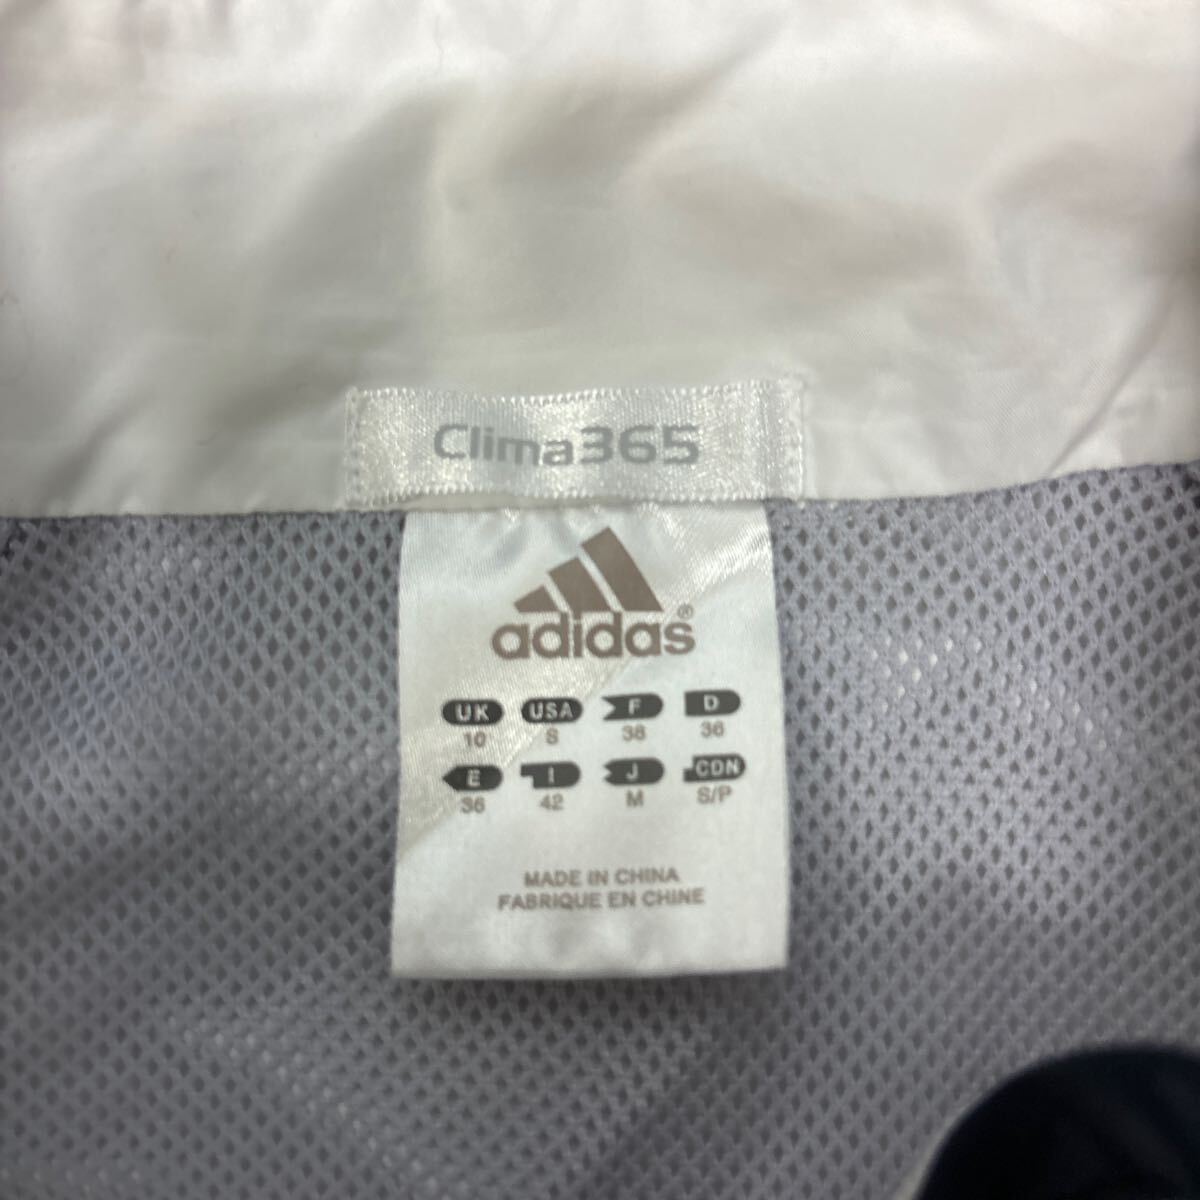 Clima365
adidas®
UK USA F D
10 S 38 36
E I J CDN
36 42 M S/P
MADE IN CHINA
FABRIQUE EN CHINE